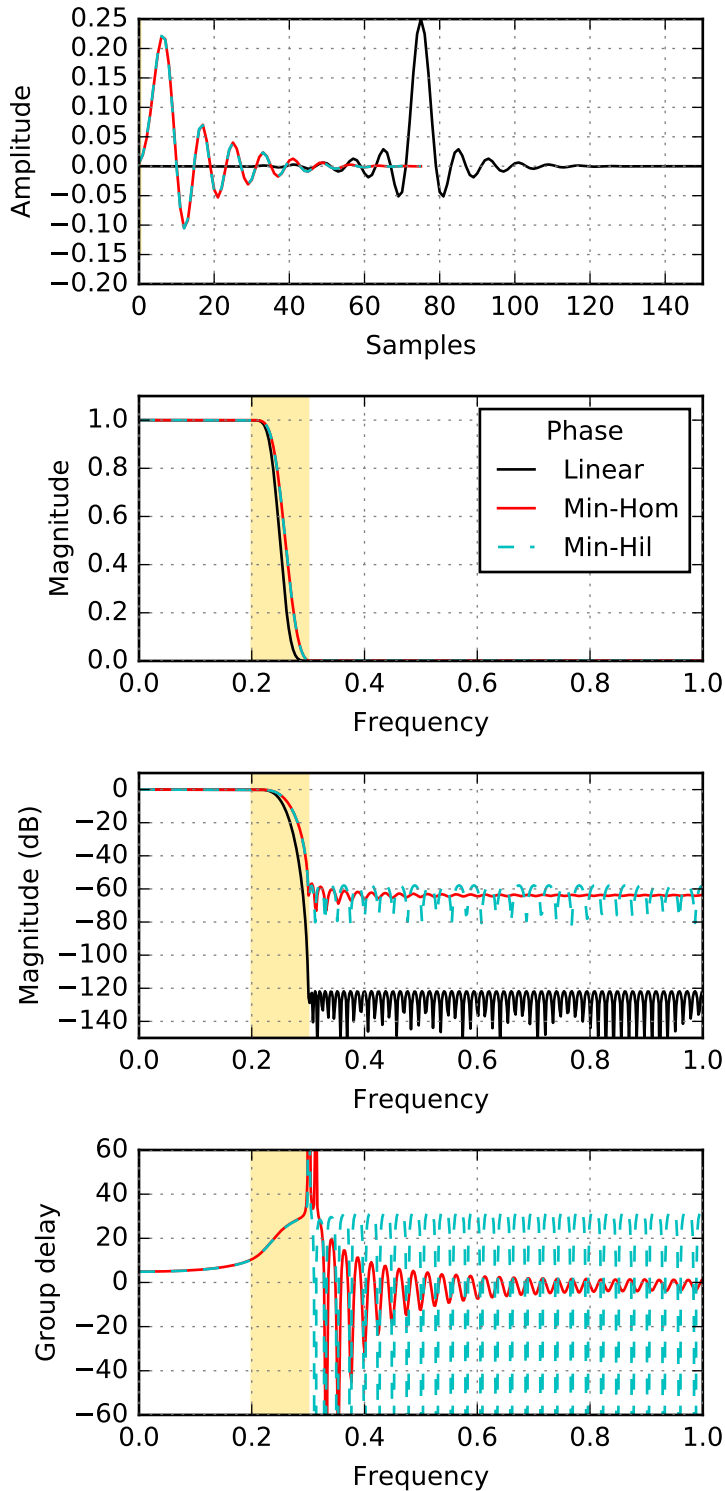 0.25
0.20
0.15
0.10
0.05
0.00
−0.05
−0.10
−0.15
−0.20
Amplitude
0 20 40 60 80 100 120 140
Samples
1.0
0.8
0.6
0.4
0.2
0.0
Magnitude
Phase
Linear
Min-Hom
Min-Hil
0.0 0.2 0.4 0.6 0.8 1.0
Frequency
0
−20
−40
−60
−80
−100
−120
−140
Magnitude (dB)
0.0 0.2 0.4 0.6 0.8 1.0
Frequency
60
40
20
0
−20
−40
−60
Group delay
0.0 0.2 0.4 0.6 0.8 1.0
Frequency